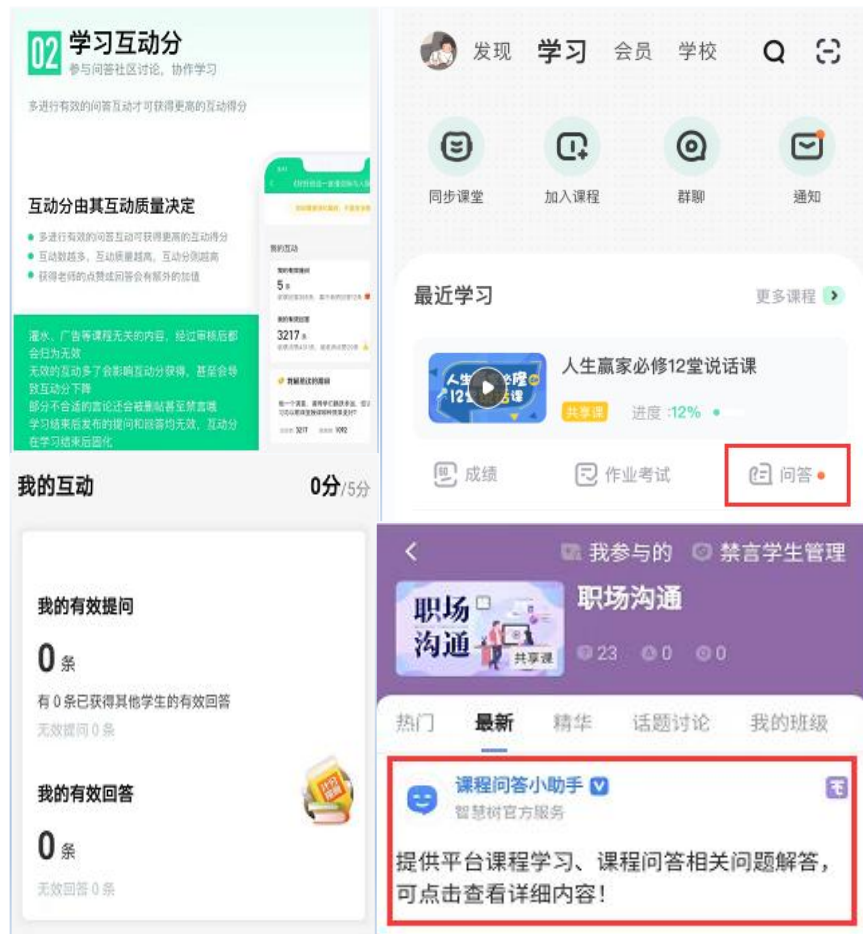 02 学习互动分
参与问答社区讨论，协作学习
多进行有效的问答互动才可获得更高的互动得分
互动分由其互动质量决定
多进行有效的问答互动可获得更高的互动得分
互动数越多，互动质量越高，互动分则越高
获得老师的点赞或回答会有额外的加值
我的互动
5
3217
灌水、广告等课程无关的内容，经过审核后都
会归为无效
无效的互动多了会影响互动分获得，甚至会导
致互动分下降
部分不合适的言论还会被删帖甚至禁言哦
学习结束后发布的提问和回答均无效，互动分
在学习结束后固化
我的互动 0分/5分
我的有效提问
0 条
有 0 条已获得其他学生的有效回答
无效提问 0 条
我的有效回答
0 条
无效回答 0 条
发现 学习 会员 学校
同步课堂 加入课程 群聊 通知
最近学习 更多课程
人生赢家必修12堂说话课
共享课 进度 :12%
成绩 作业考试 问答
我参与的 禁言学生管理
职场
沟通
共享课
职场沟通
23 0 0
热门 最新 精华 话题讨论 我的班级
课程问答小助手
智慧树官方服务
提供平台课程学习、课程问答相关问题解答，
可点击查看详细内容！